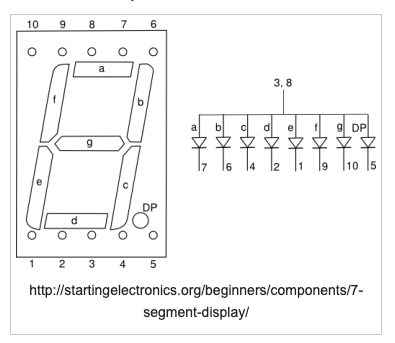 10 9 8 7 6
a
f b
g
e c
DP
d
1 2 3 4 5
3, 8
a b c d e f g DP
7 6 4 2 1 9 10 5
http://startingelectronics.org/beginners/components/7-
segment-display/